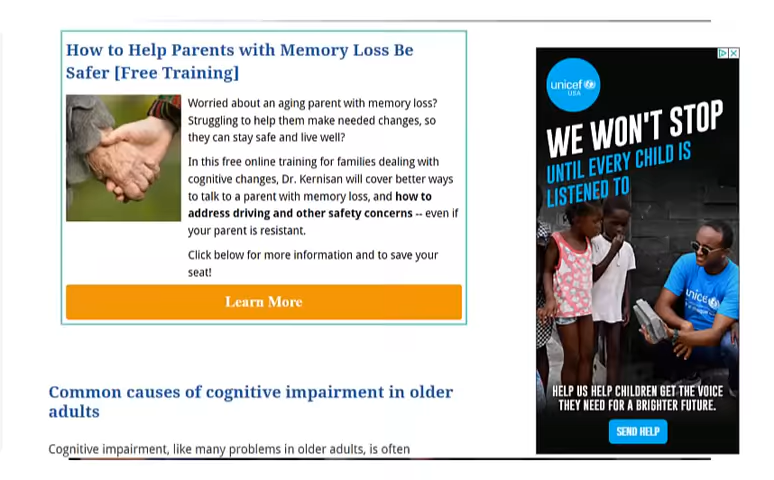 How to Help Parents with Memory Loss Be
Safer [Free Training]
Worried about an aging parent with memory loss?
Struggling to help them make needed changes, so
they can stay safe and live well?
In this free online training for families dealing with
cognitive changes, Dr. Kernisan will cover better ways
to talk to a parent with memory loss, and how to
address driving and other safety concerns -- even if
your parent is resistant.
Click below for more information and to save your
seat!
Learn More
Common causes of cognitive impairment in older
adults
Cognitive impairment, like many problems in older adults, is often
unicef
USA
WE WON'T STOP
UNTIL EVERY CHILD IS
LISTENED TO
unicef
HELP US HELP CHILDREN GET THE VOICE
THEY NEED FOR A BRIGHTER FUTURE.
SEND HELP